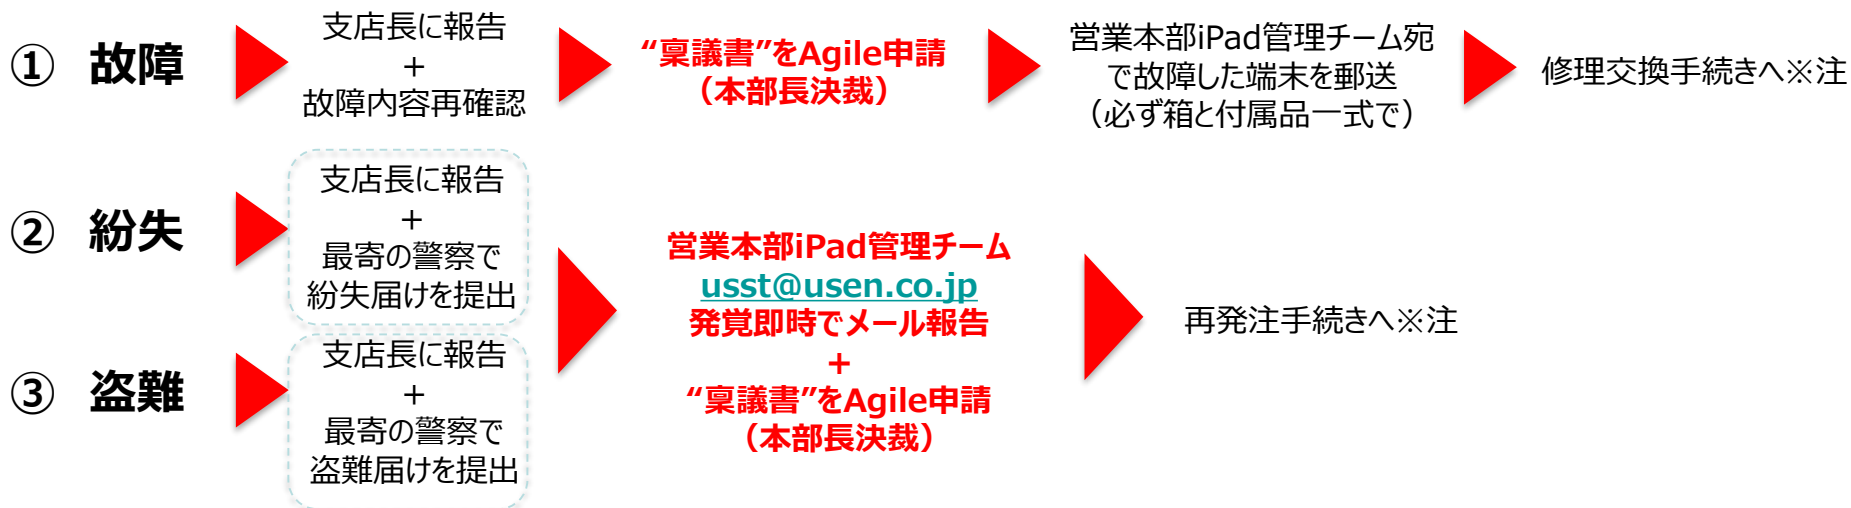 ① 故障
支店長に報告
+
故障内容再確認
“稟議書”をAgile申請
（本部長決裁）
営業本部iPad管理チーム宛
で故障した端末を郵送
（必ず箱と付属品一式で）
修理交換手続きへ※注
② 紛失
支店長に報告
+
最寄の警察で
紛失届けを提出
③ 盗難
支店長に報告
+
最寄の警察で
盗難届けを提出
営業本部iPad管理チーム
usst@usen.co.jp
発覚即時でメール報告
+
“稟議書”をAgile申請
（本部長決裁）
再発注手続きへ※注